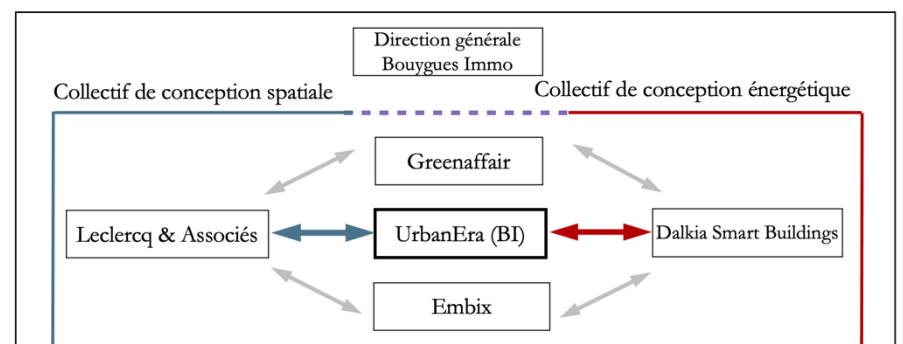 Direction générale
Bouygues Immo
Collectif de conception spatiale
Collectif de conception énergétique
Greenaffair
Leclercq & Associés
UrbanEra (BI)
Dalkia Smart Buildings
Embix